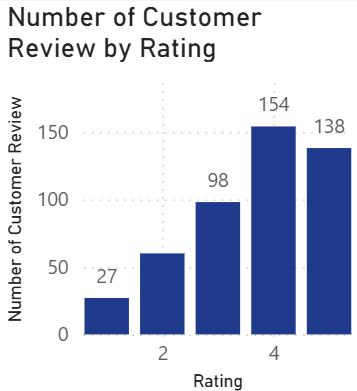 Number of Customer
Review by Rating
Number of Customer Review
150
100
50
0
27
98
154
138
2
4
Rating